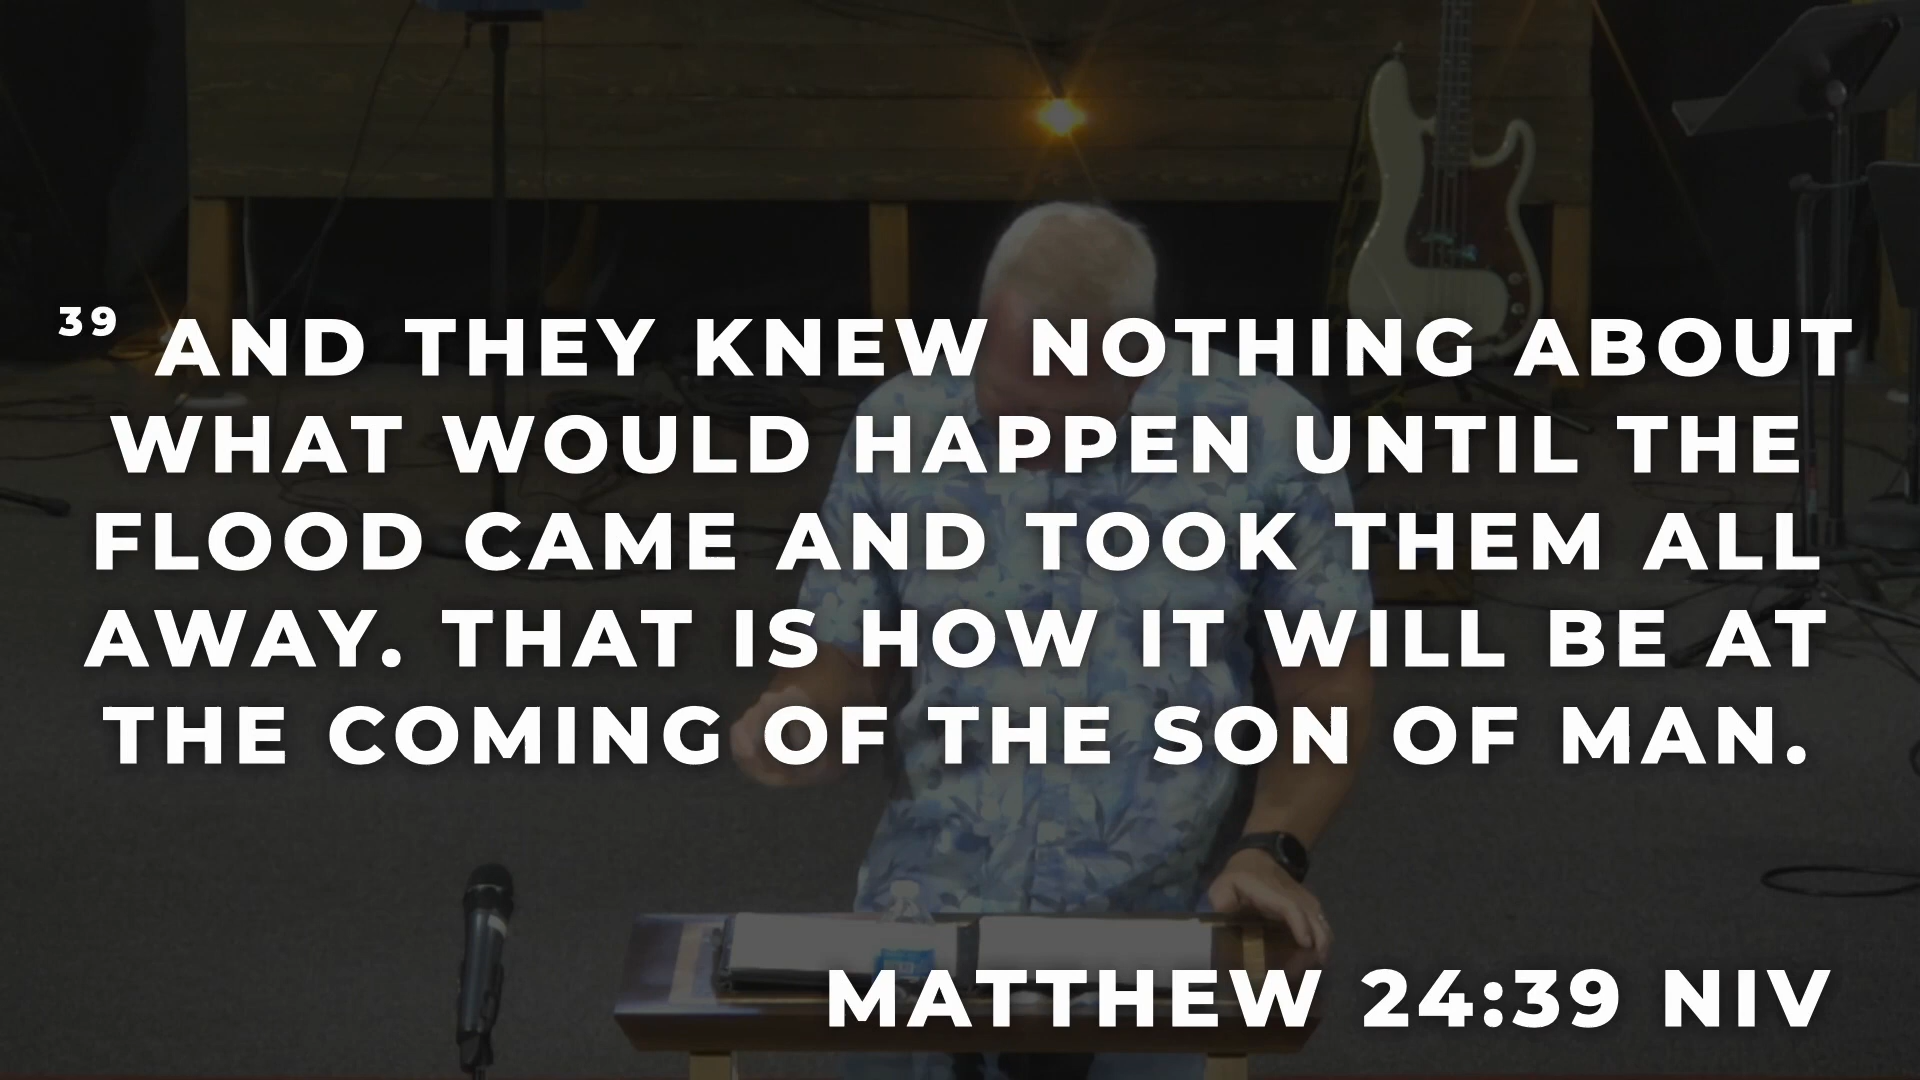 39 AND THEY KNEW NOTHING ABOUT
WHAT WOULD HAPPEN UNTIL THE
FLOOD CAME AND TOOK THEM ALL
AWAY. THAT IS HOW IT WILL BE AT
THE COMING OF THE SON OF MAN.
MATTHEW 24:39 NIV